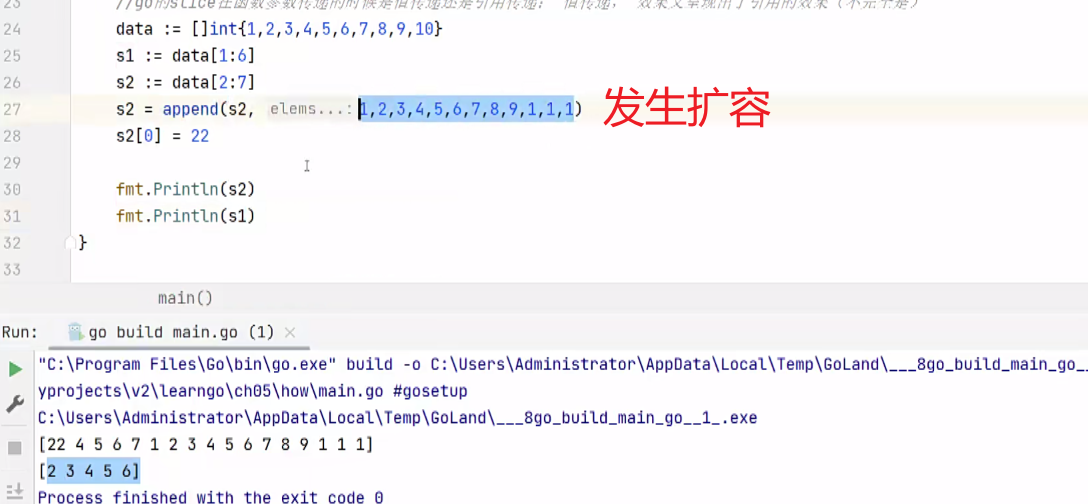 23 //go的slice在函数参数传递的时候是值传递还是引用传递: 值传递, 效果又呈现出了引用的效果(不完全是)
24 data := []int{1,2,3,4,5,6,7,8,9,10}
25 s1 := data[1:6]
26 s2 := data[2:7]
27 s2 = append(s2, elems...: 1,2,3,4,5,6,7,8,9,1,1,1) 发生扩容
28 s2[0] = 22
29
30 fmt.Println(s2)
31 fmt.Println(s1)
32 }
33
main()
Run: go build main.go (1) ×
"C:\Program Files\Go\bin\go.exe" build -o C:\Users\Administrator\AppData\Local\Temp\GoLand\___8go_build_main_go__
yprojects\v2\learngo\ch05\how\main.go #gosetup
C:\Users\Administrator\AppData\Local\Temp\GoLand\___8go_build_main_go__1_.exe
[22 4 5 6 7 1 2 3 4 5 6 7 8 9 1 1 1]
[2 3 4 5 6]
Process finished with the exit code 0